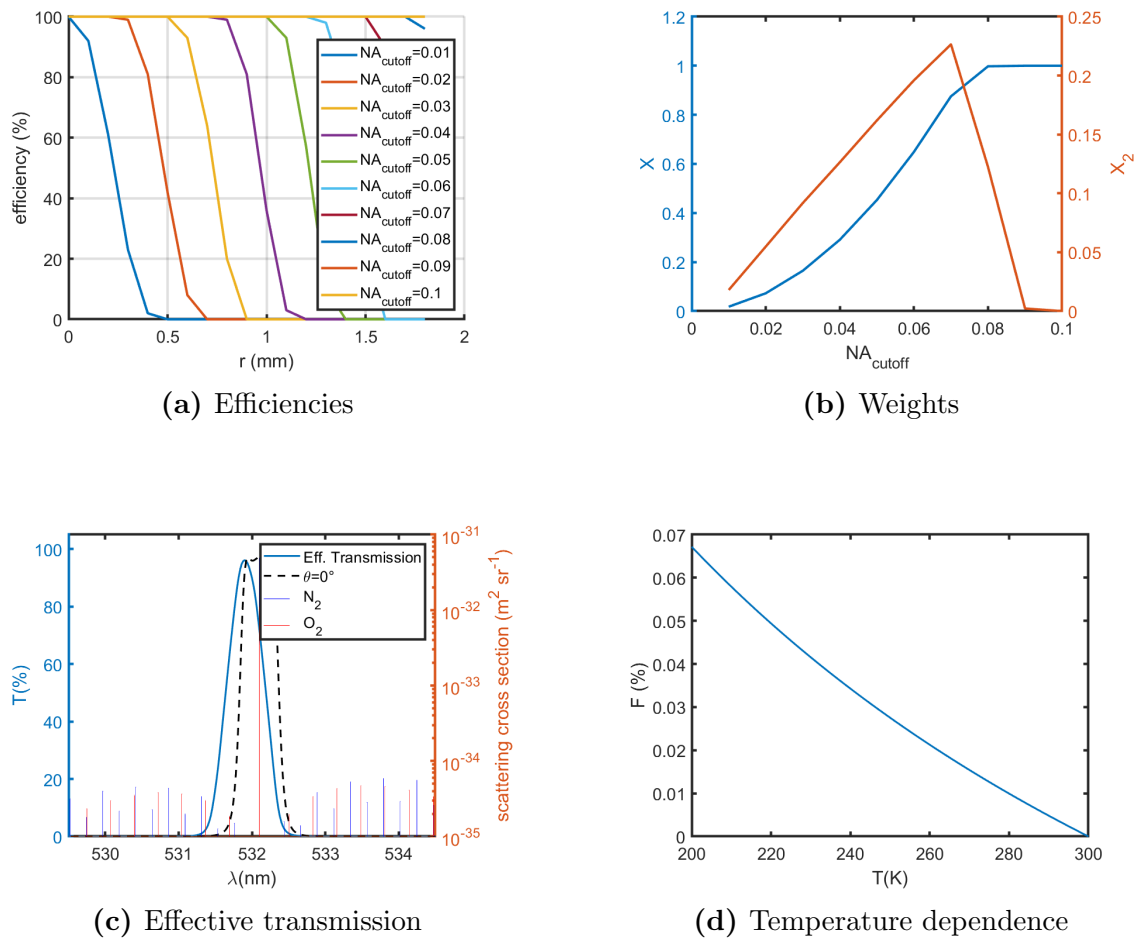 100
80
60
40
20
0
efficiency (%)
0
0.5
1
1.5
2
r (mm)
NAcutoff=0.01
NAcutoff=0.02
NAcutoff=0.03
NAcutoff=0.04
NAcutoff=0.05
NAcutoff=0.06
NAcutoff=0.07
NAcutoff=0.08
NAcutoff=0.09
NAcutoff=0.1
(a) Efficiencies
1.2
1
0.8
0.6
0.4
0.2
0
X
0.25
0.2
0.15
0.1
0.05
0
X2
0
0.02
0.04
0.06
0.08
0.1
NAcutoff
(b) Weights
100
80
60
40
20
0
T(%)
Eff. Transmission
θ=0°
N2
O2
10-31
10-32
10-33
10-34
10-35
scattering cross section (m2 sr-1)
530
531
532
533
534
λ(nm)
(c) Effective transmission
0.07
0.06
0.05
0.04
0.03
0.02
0.01
0
F (%)
200
220
240
260
280
300
T(K)
(d) Temperature dependence